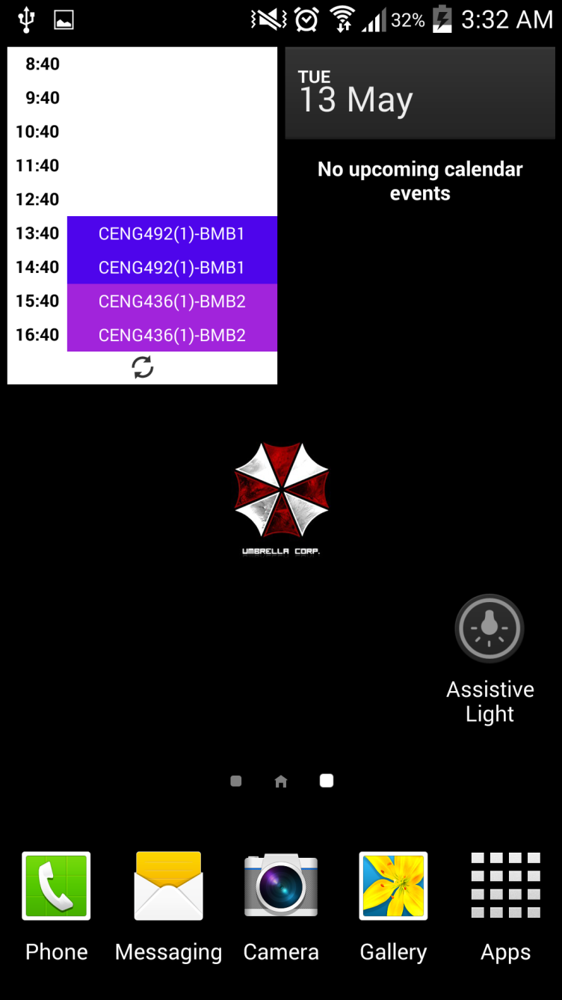 32% 3:32 AM
8:40
9:40
10:40
11:40
12:40
13:40 CENG492(1)-BMB1
14:40 CENG492(1)-BMB1
15:40 CENG436(1)-BMB2
16:40 CENG436(1)-BMB2
TUE
13 May
No upcoming calendar
events
UMBRELLA CORP.
Assistive
Light
Phone Messaging Camera Gallery Apps